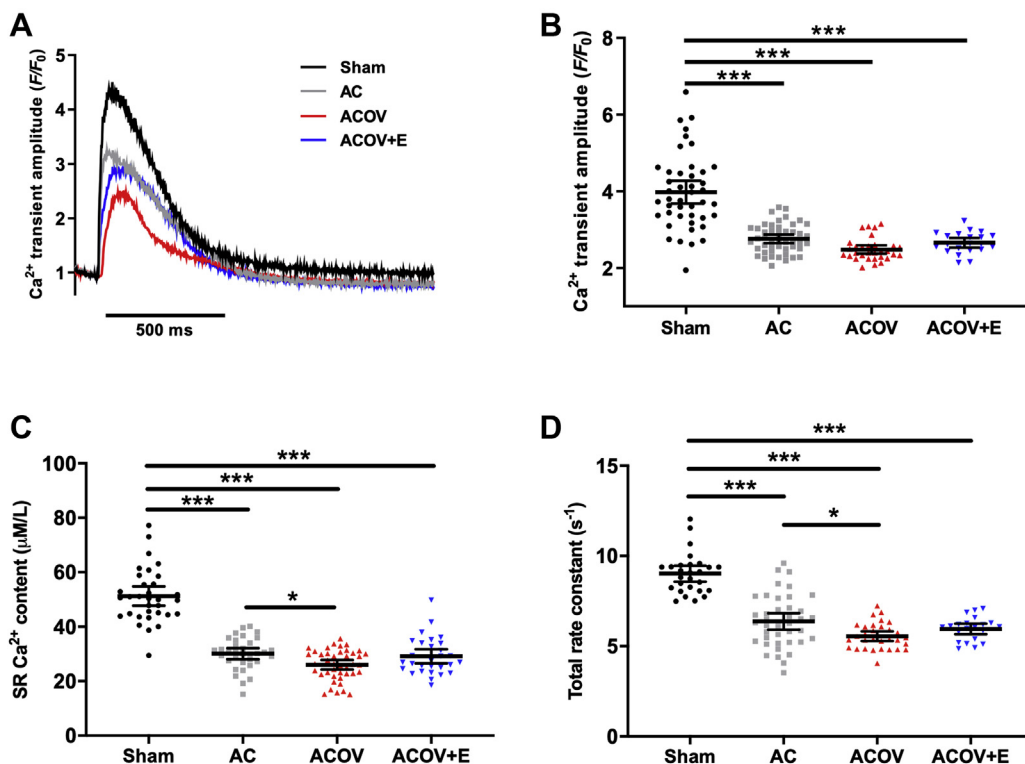 A
Ca²⁺ transient amplitude (F/F₀)
5
4
3
2
1
Sham
AC
ACOV
ACOV+E
500 ms
B
Ca²⁺ transient amplitude (F/F₀)
8
6
4
2
***
***
***
Sham AC ACOV ACOV+E
C
SR Ca²⁺ content (μM/L)
100
80
60
40
20
0
***
***
***
*
Sham AC ACOV ACOV+E
D
Total rate constant (s⁻¹)
15
10
5
0
***
***
***
*
Sham AC ACOV ACOV+E